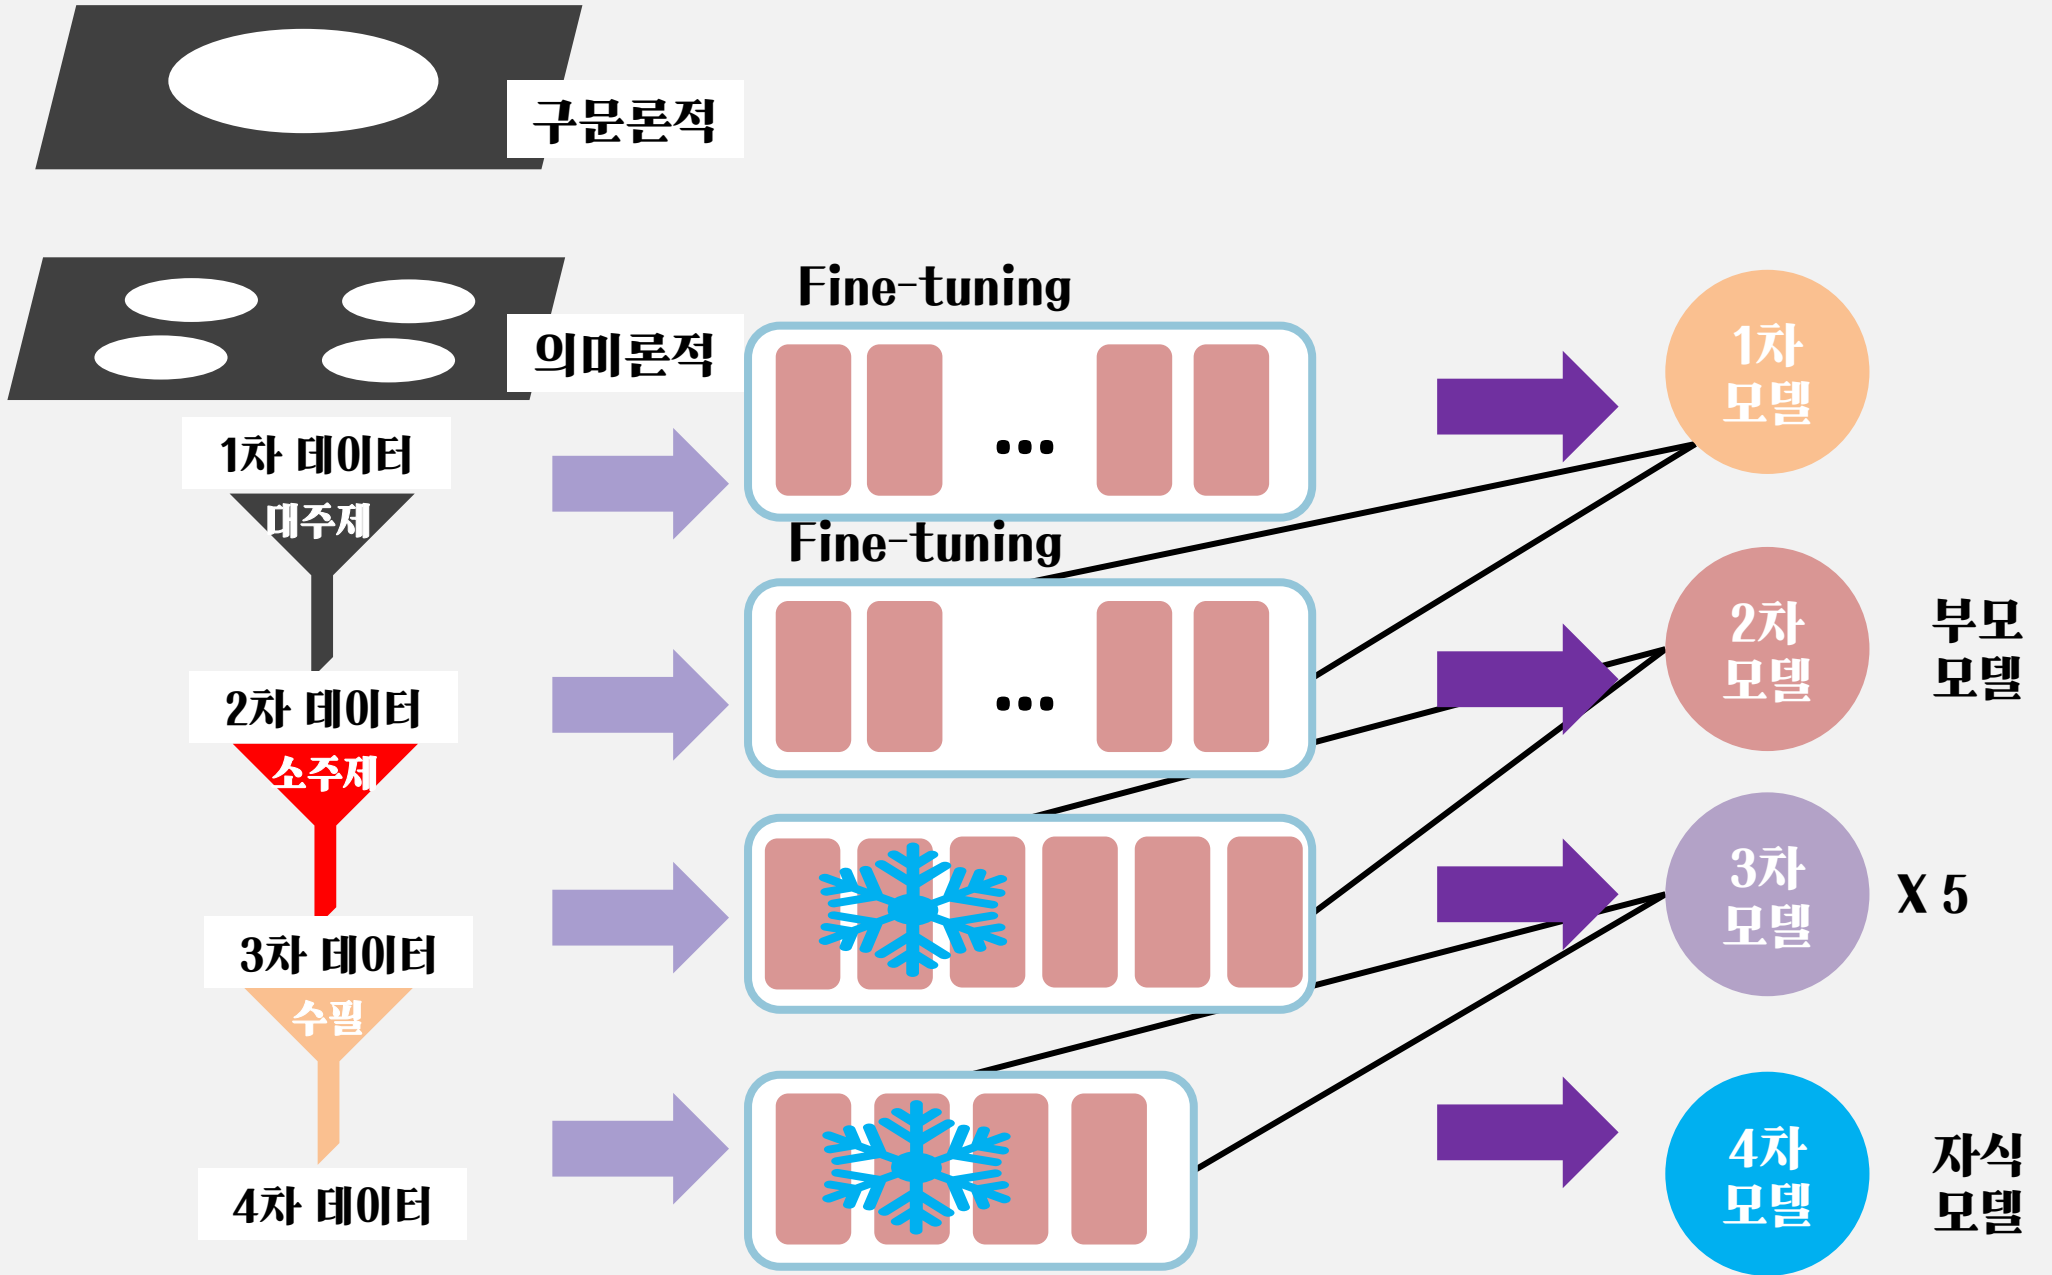 구문론적
의미론적
1차 데이터
대주제
2차 데이터
소주제
3차 데이터
수필
4차 데이터
Fine-tuning
...
Fine-tuning
...
1차
모델
2차
모델
부모
모델
3차
모델
X 5
4차
모델
자식
모델